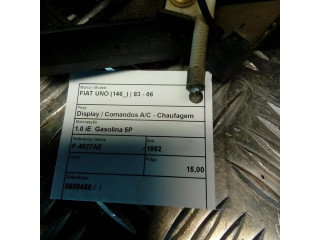 Marca / Modelo
FIAT UNO (146_) | 83 - 06
Peça
Display / Comandos A/C - Chaufagem
Motorização
1.0 iE Gasolina 5P
Referência Interna
Ano
P-4027AC
1992
Preço
15,00